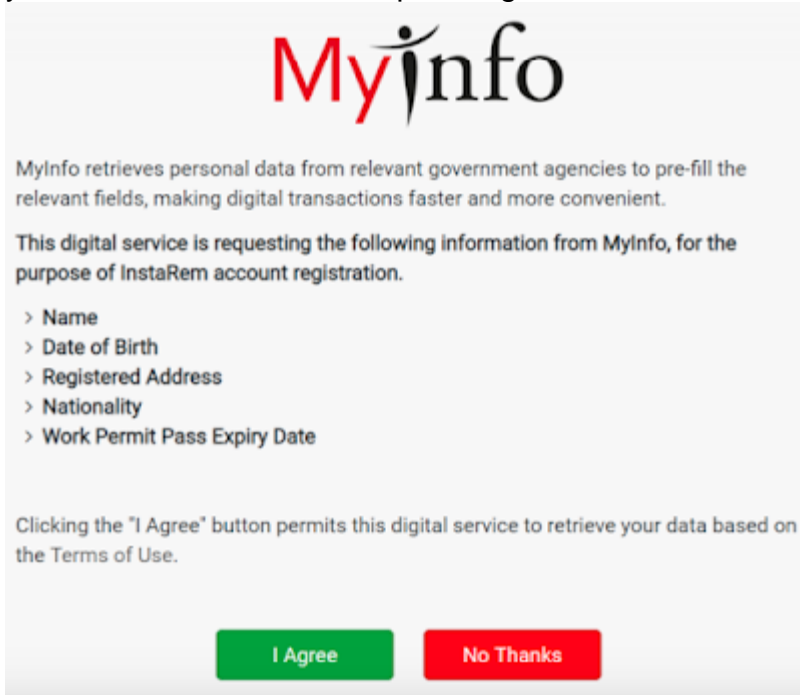 Myinfo
MyInfo retrieves personal data from relevant government agencies to pre-fill the
relevant fields, making digital transactions faster and more convenient.
This digital service is requesting the following information from MyInfo, for the
purpose of InstaRem account registration.
> Name
> Date of Birth
> Registered Address
> Nationality
> Work Permit Pass Expiry Date
Clicking the "I Agree" button permits this digital service to retrieve your data based on
the Terms of Use.
I Agree
No Thanks